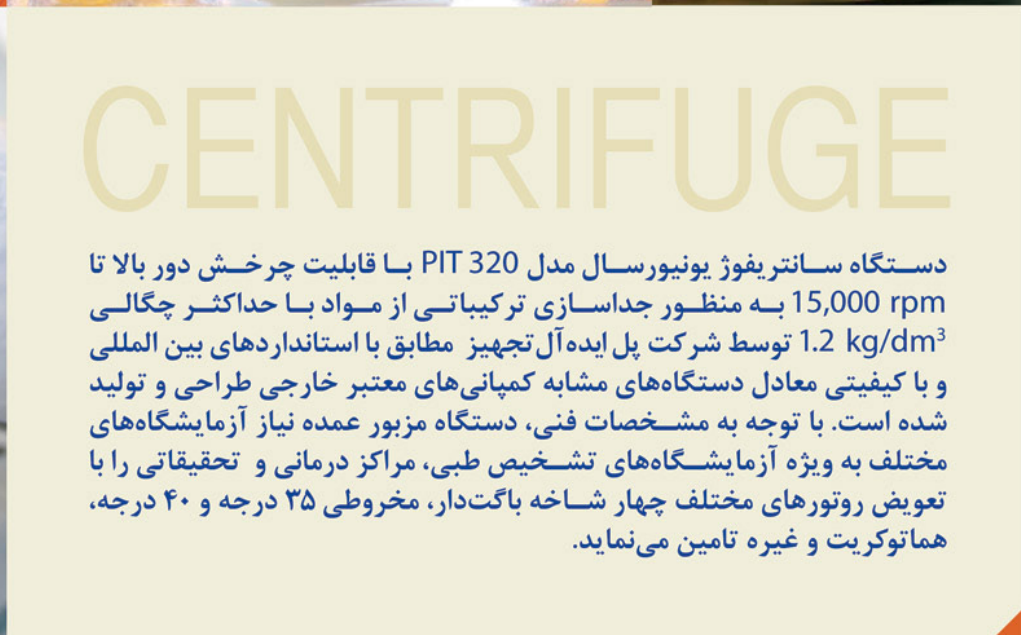 CENTRIFUGE
دستگاه سانتریفوژ یونیورسال مدل PIT 320 با قابلیت چرخش دور بالا تا
15,000 rpm به منظور جداسازی ترکیباتی از مواد با حداکثر چگالی
1.2 kg/dm³ توسط شرکت پل ایده‌آل تجهیز مطابق با استانداردهای بین المللی
و با کیفیتی معادل دستگاه‌های مشابه کمپانی‌های معتبر خارجی طراحی و تولید
شده است. با توجه به مشخصات فنی، دستگاه مزبور عمده نیاز آزمایشگاه‌های
مختلف به ویژه آزمایشگاه‌های تشخیص طبی، مراکز درمانی و تحقیقاتی را با
تعویض روتورهای مختلف چهار شاخه باگت‌دار، مخروطی ۳۵ درجه و ۴۰ درجه،
هماتوکریت و غیره تامین می‌نماید.